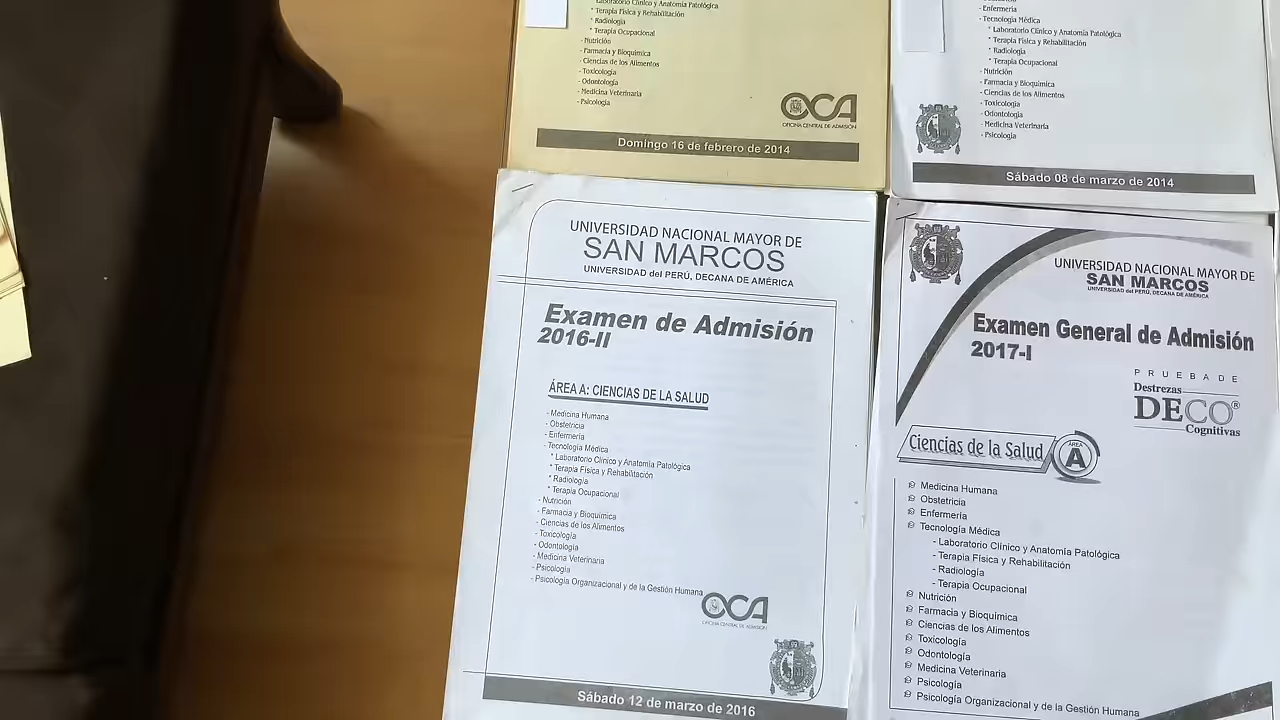 Laboratorio Clínico y Anatomía Patológica
* Terapia Física y Rehabilitación
* Radiología
* Terapia Ocupacional
- Nutrición
- Farmacia y Bioquímica
- Ciencias de los Alimentos
- Toxicología
- Odontología
- Medicina Veterinaria
- Psicología
OCA
OFICINA CENTRAL DE ADMISIÓN
Domingo 16 de febrero de 2014
- Enfermería
- Tecnología Médica
* Laboratorio Clínico y Anatomía Patológica
* Terapia Física y Rehabilitación
* Radiología
* Terapia Ocupacional
- Nutrición
- Farmacia y Bioquímica
- Ciencias de los Alimentos
- Toxicología
- Odontología
- Medicina Veterinaria
- Psicología
Sábado 08 de marzo de 2014
UNIVERSIDAD NACIONAL MAYOR DE
SAN MARCOS
UNIVERSIDAD del PERÚ, DECANA DE AMÉRICA
Examen de Admisión
2016-II
ÁREA A: CIENCIAS DE LA SALUD
- Medicina Humana
- Obstetricia
- Enfermería
- Tecnología Médica
* Laboratorio Clínico y Anatomía Patológica
* Terapia Física y Rehabilitación
* Radiología
* Terapia Ocupacional
- Nutrición
- Farmacia y Bioquímica
- Ciencias de los Alimentos
- Toxicología
- Odontología
- Medicina Veterinaria
- Psicología
- Psicología Organizacional y de la Gestión Humana
OCA
OFICINA CENTRAL DE ADMISIÓN
Sábado 12 de marzo de 2016
UNIVERSIDAD NACIONAL MAYOR DE
SAN MARCOS
UNIVERSIDAD del PERÚ, DECANA DE AMÉRICA
Examen General de Admisión
2017-I
PRUEBA DE
Destrezas
DECO®
Cognitivas
Ciencias de la Salud
ÁREA
A
Medicina Humana
Obstetricia
Enfermería
Tecnología Médica
- Laboratorio Clínico y Anatomía Patológica
- Terapia Física y Rehabilitación
- Radiología
- Terapia Ocupacional
Nutrición
Farmacia y Bioquímica
Ciencias de los Alimentos
Toxicología
Odontología
Medicina Veterinaria
Psicología
Psicología Organizacional y de la Gestión Humana